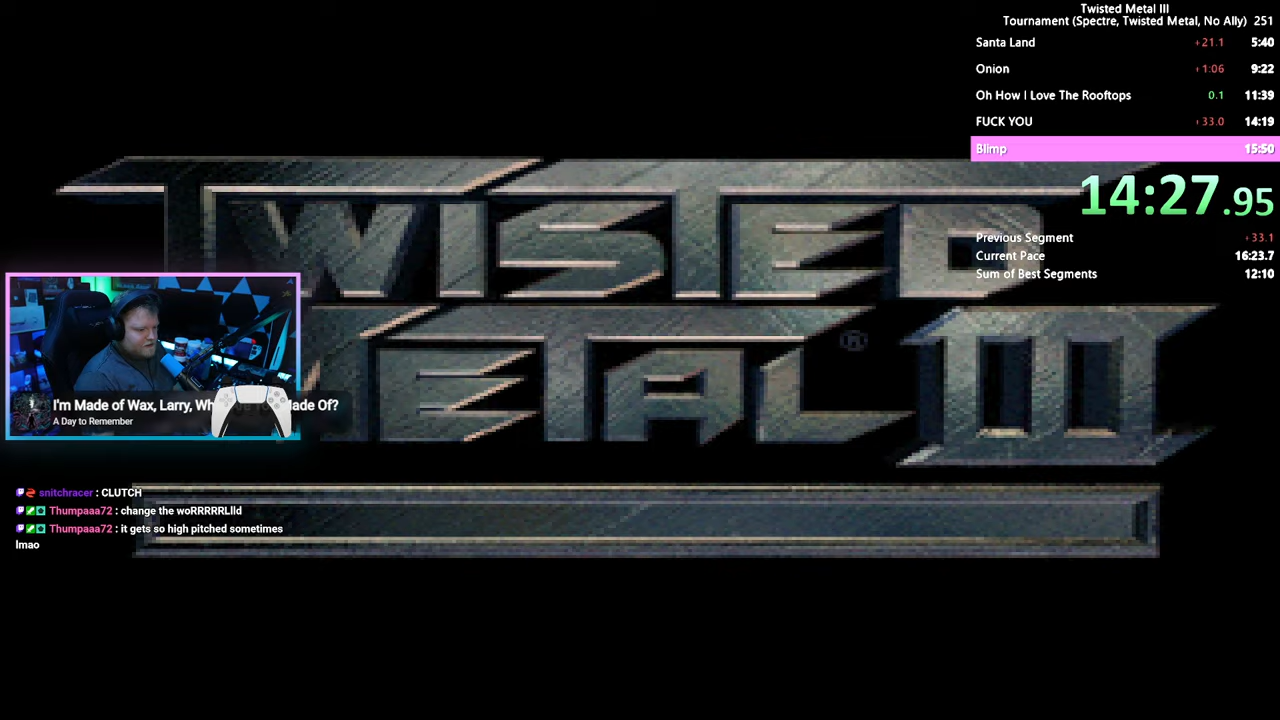 Twisted Metal III
Tournament (Spectre, Twisted Metal, No Ally) 251
Santa Land +21.1 5:40
Onion +1:06 9:22
Oh How I Love The Rooftops 0.1 11:39
FUCK YOU +33.0 14:19
Blimp 15:50
14:27.95
Previous Segment +33.1
Current Pace 16:23.7
Sum of Best Segments 12:10
TWISTED
METAL III
®
I'm Made of Wax, Larry, Made Of?
A Day to Remember
snitchracer : CLUTCH
Thumpaaa72 : change the woRRRRRLlld
Thumpaaa72 : it gets so high pitched sometimes
lmao